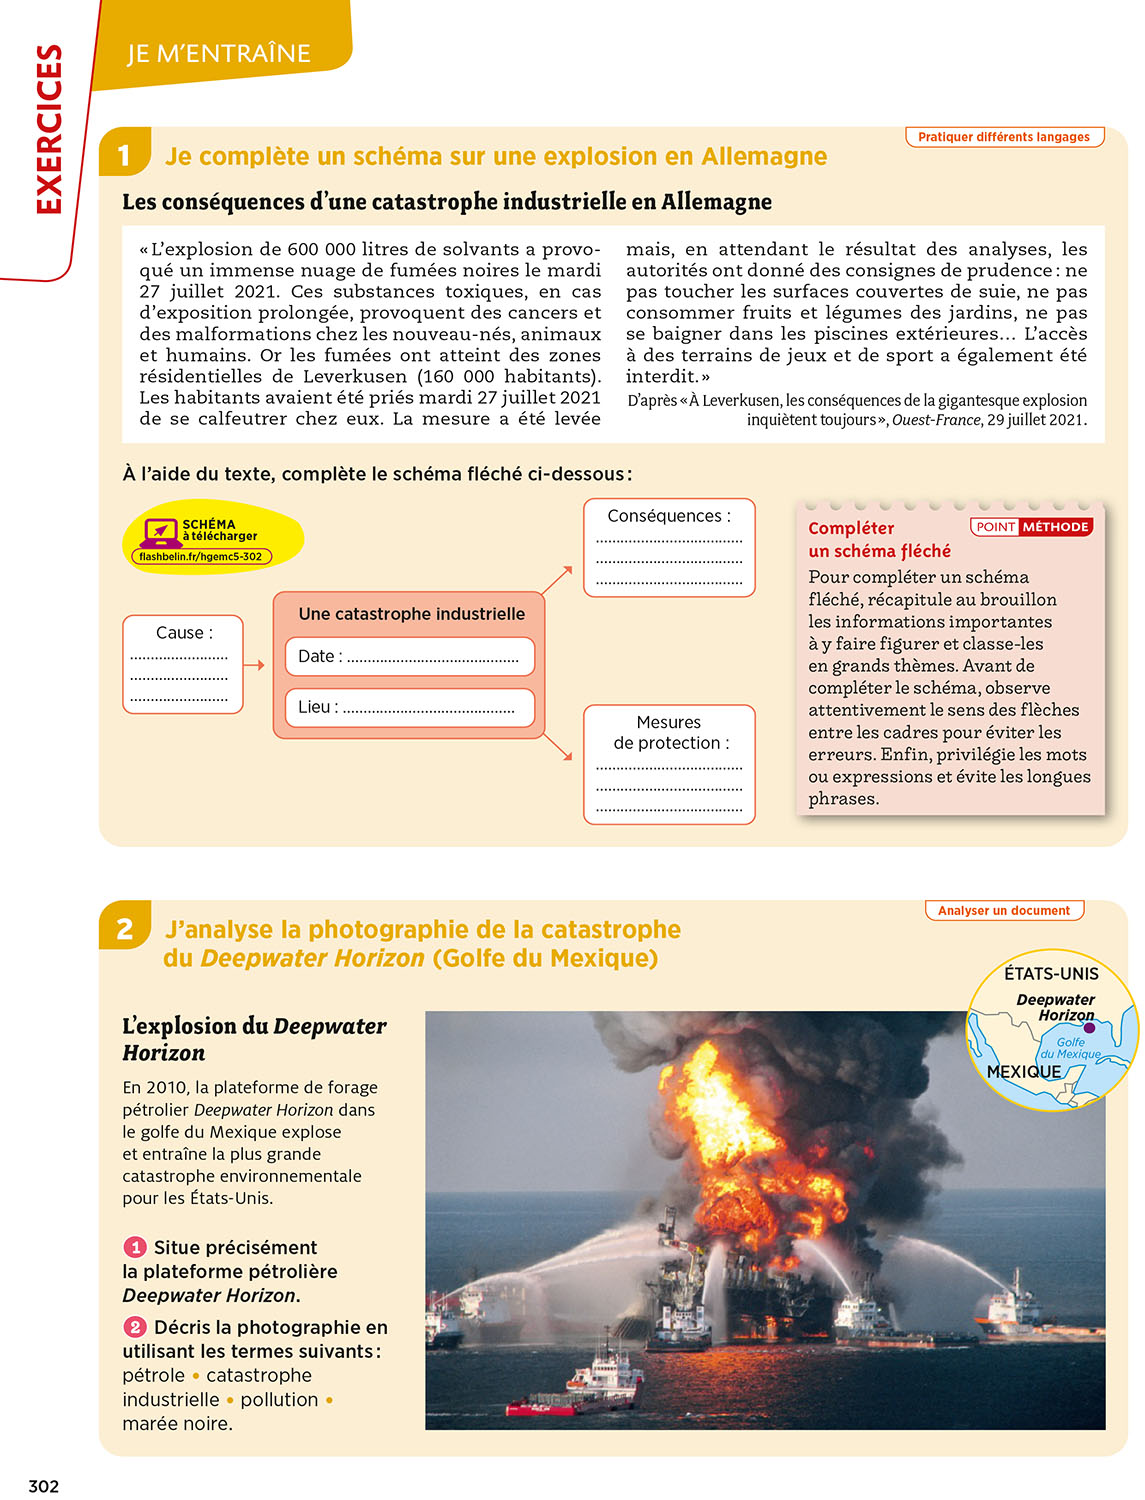 EXERCICES
JE M'ENTRAÎNE
Pratiquer différents langages
1 Je complète un schéma sur une explosion en Allemagne
Les conséquences d'une catastrophe industrielle en Allemagne
« L'explosion de 600 000 litres de solvants a provo-
qué un immense nuage de fumées noires le mardi
27 juillet 2021. Ces substances toxiques, en cas
d'exposition prolongée, provoquent des cancers et
des malformations chez les nouveau-nés, animaux
et humains. Or les fumées ont atteint des zones
résidentielles de Leverkusen (160 000 habitants).
Les habitants avaient été priés mardi 27 juillet 2021
de se calfeutrer chez eux. La mesure a été levée
mais, en attendant le résultat des analyses, les
autorités ont donné des consignes de prudence : ne
pas toucher les surfaces couvertes de suie, ne pas
consommer fruits et légumes des jardins, ne pas
se baigner dans les piscines extérieures... L'accès
à des terrains de jeux et de sport a également été
interdit. »
D'après « À Leverkusen, les conséquences de la gigantesque explosion
inquiètent toujours », Ouest-France, 29 juillet 2021.
À l'aide du texte, complète le schéma fléché ci-dessous :
SCHÉMA
à télécharger
flashbelin.fr/hgemc5-302
Cause :
........................
........................
........................
Une catastrophe industrielle
Date : ..........................................
Lieu : ..........................................
Conséquences :
....................................
....................................
....................................
Mesures
de protection :
....................................
....................................
....................................
POINT MÉTHODE
Compléter
un schéma fléché
Pour compléter un schéma
fléché, récapitule au brouillon
les informations importantes
à y faire figurer et classe-les
en grands thèmes. Avant de
compléter le schéma, observe
attentivement le sens des flèches
entre les cadres pour éviter les
erreurs. Enfin, privilégie les mots
ou expressions et évite les longues
phrases.
Analyser un document
2 J'analyse la photographie de la catastrophe
du Deepwater Horizon (Golfe du Mexique)
L'explosion du Deepwater
Horizon
En 2010, la plateforme de forage
pétrolier Deepwater Horizon dans
le golfe du Mexique explose
et entraîne la plus grande
catastrophe environnementale
pour les États-Unis.
1 Situe précisément
la plateforme pétrolière
Deepwater Horizon.
2 Décris la photographie en
utilisant les termes suivants :
pétrole • catastrophe
industrielle • pollution •
marée noire.
ÉTATS-UNIS
Deepwater
Horizon
Golfe
du Mexique
MEXIQUE
302